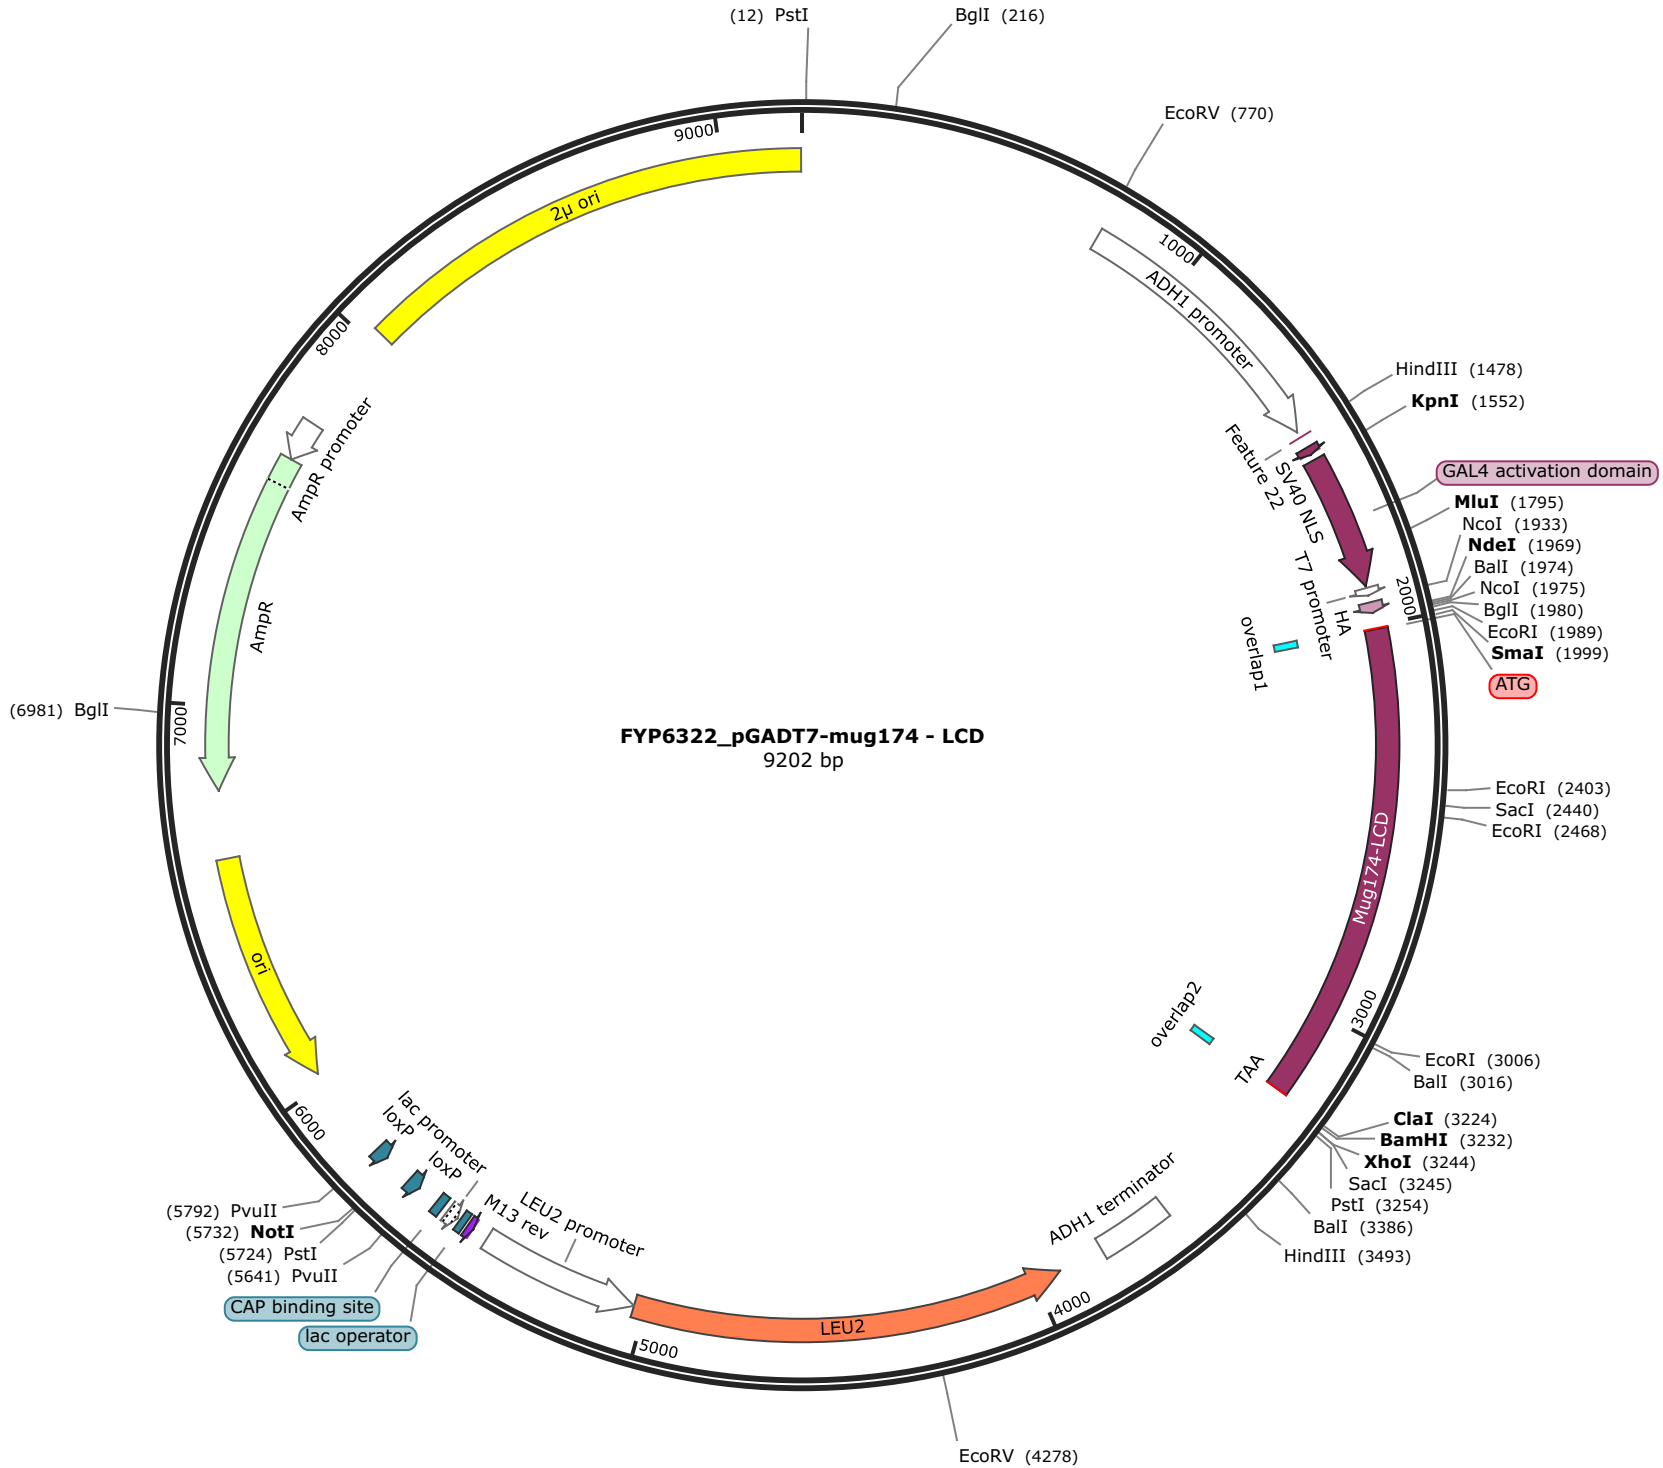 (12) PstI
BglI (216)
EcoRV (770)
9000
2μ ori
1000
ADH1 promoter
8000
HindIII (1478)
KpnI (1552)
AmpR promoter
Feature 22
SV40 NLS
GAL4 activation domain
MluI (1795)
NcoI (1933)
NdeI (1969)
BalI (1974)
NcoI (1975)
BglI (1980)
EcoRI (1989)
SmaI (1999)
ATG
2000
T7 promoter
HA
overlap1
AmpR
(6981) BglI
7000
FYP6322_pGADT7-mug174 - LCD
9202 bp
EcoRI (2403)
SacI (2440)
EcoRI (2468)
Mug174-LCD
ori
overlap2
3000
TAA
EcoRI (3006)
BalI (3016)
ClaI (3224)
BamHI (3232)
XhoI (3244)
SacI (3245)
PstI (3254)
BalI (3386)
HindIII (3493)
6000
loxP
lac promoter
loxP
M13 rev
LEU2 promoter
ADH1 terminator
(5792) PvuII
(5732) NotI
(5724) PstI
(5641) PvuII
CAP binding site
lac operator
LEU2
4000
5000
EcoRV (4278)